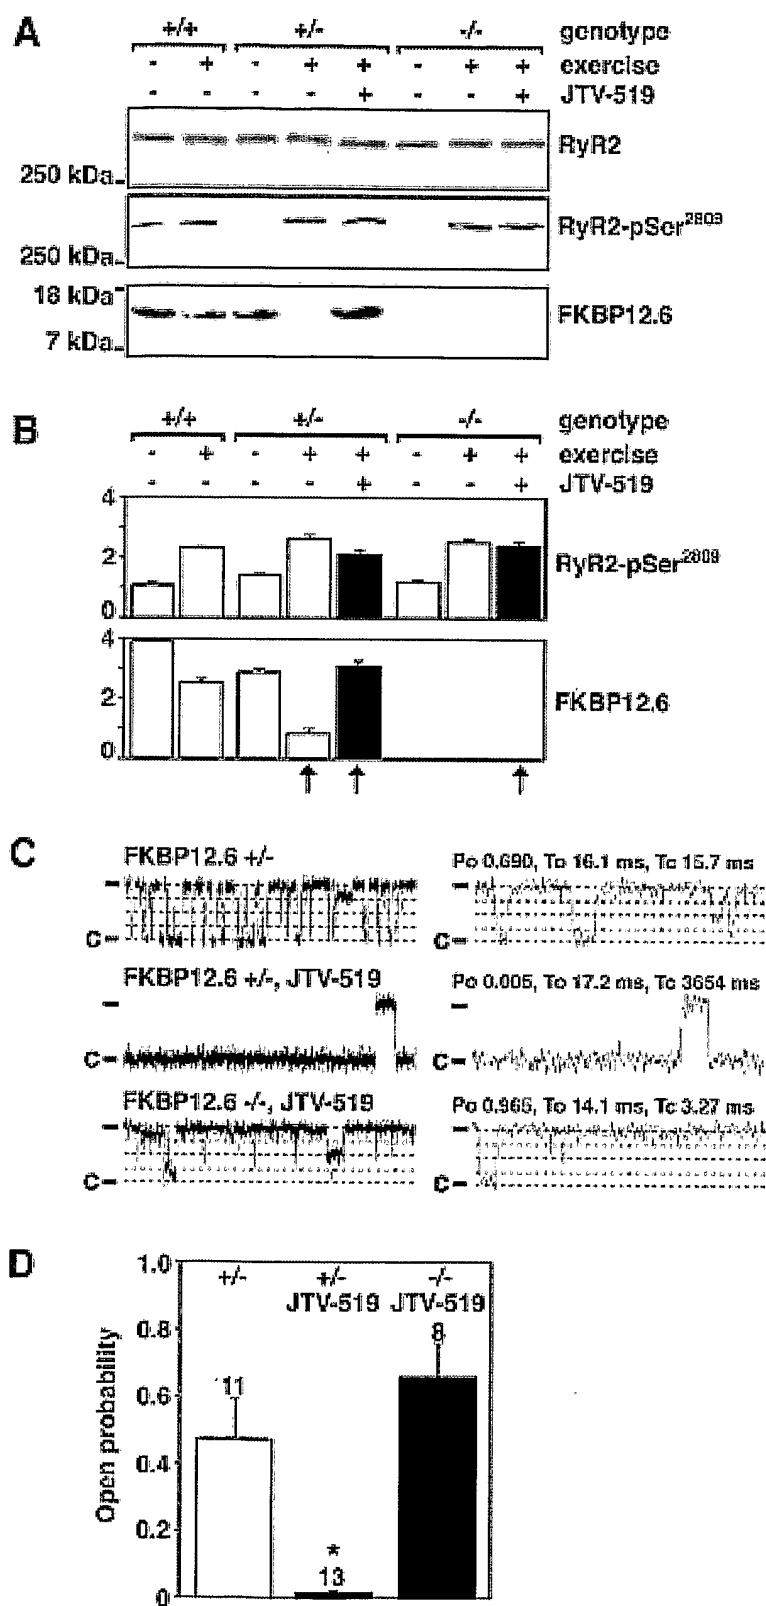 A
+/+ +/- -/- genotype
- + - + + - + + exercise
- - - - + - - + JTV-519
RyR2
250 kDa
RyR2-pSer2809
250 kDa
18 kDa
FKBP12.6
7 kDa
B
+/+ +/- -/- genotype
- + - + + - + + exercise
- - - - + - - + JTV-519
4
2
0
RyR2-pSer2809
4
2
0
FKBP12.6
C
FKBP12.6 +/- Po 0.690, To 16.1 ms, Tc 15.7 ms
C C
FKBP12.6 +/-, JTV-519 Po 0.005, To 17.2 ms, Tc 3654 ms
C C
FKBP12.6 -/-, JTV-519 Po 0.965, To 14.1 ms, Tc 3.27 ms
C C
D
Open probability
1.0
0.8
0.6
0.4
0.2
0
+/- +/- -/-
JTV-519 JTV-519
8
11
*
13